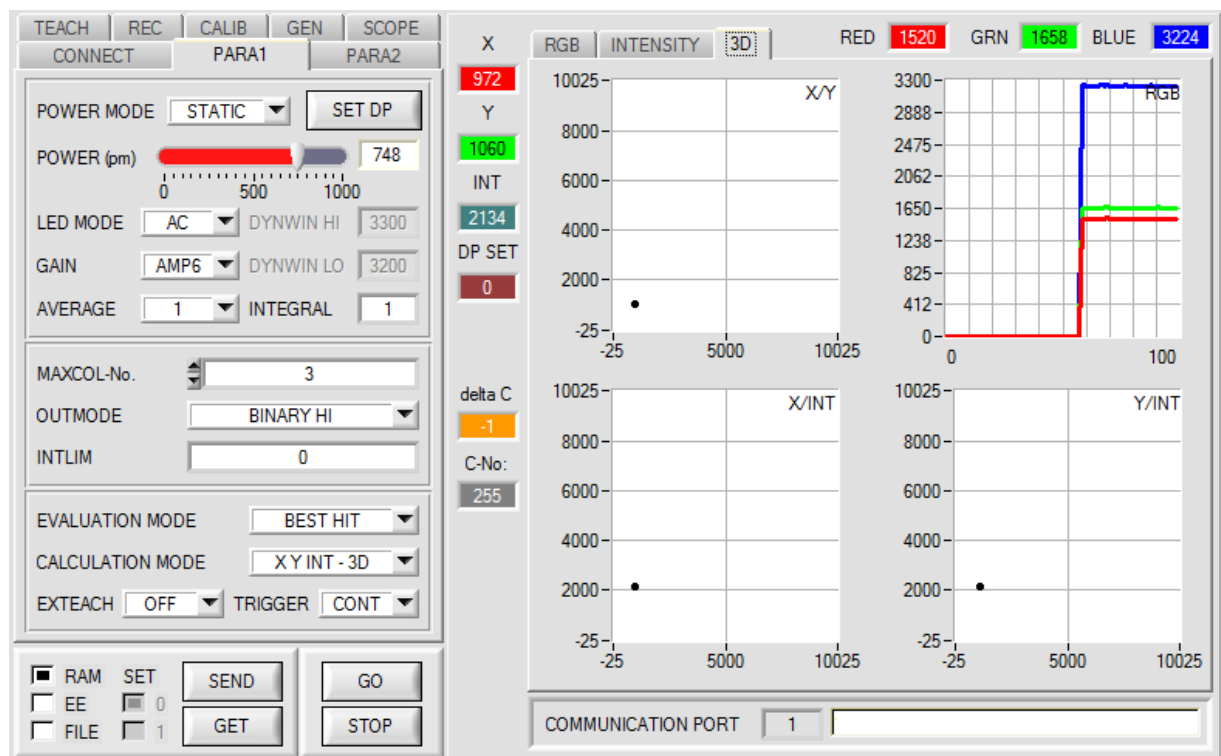 TEACH REC CALIB GEN SCOPE
CONNECT PARA1 PARA2
POWER MODE STATIC SET DP
POWER (pm) 748
0 500 1000
LED MODE AC DYNWIN HI 3300
GAIN AMP6 DYNWIN LO 3200
AVERAGE 1 INTEGRAL 1
MAXCOL-No. 3
OUTMODE BINARY HI
INTLIM 0
EVALUATION MODE BEST HIT
CALCULATION MODE X Y INT - 3D
EXTEACH OFF TRIGGER CONT
RAM SET SEND GO
EE 0
FILE 1 GET STOP
X
972
Y
1060
INT
2134
DP SET
0
delta C
-1
C-No:
255
RGB INTENSITY 3D RED 1520 GRN 1658 BLUE 3224
X/Y
10025
8000
6000
4000
2000
-25
-25 5000 10025
RGB
3300
2888
2475
2062
1650
1238
825
412
0
0 100
X/INT
10025
8000
6000
4000
2000
-25
-25 5000 10025
Y/INT
10025
8000
6000
4000
2000
-25
-25 5000 10025
COMMUNICATION PORT 1